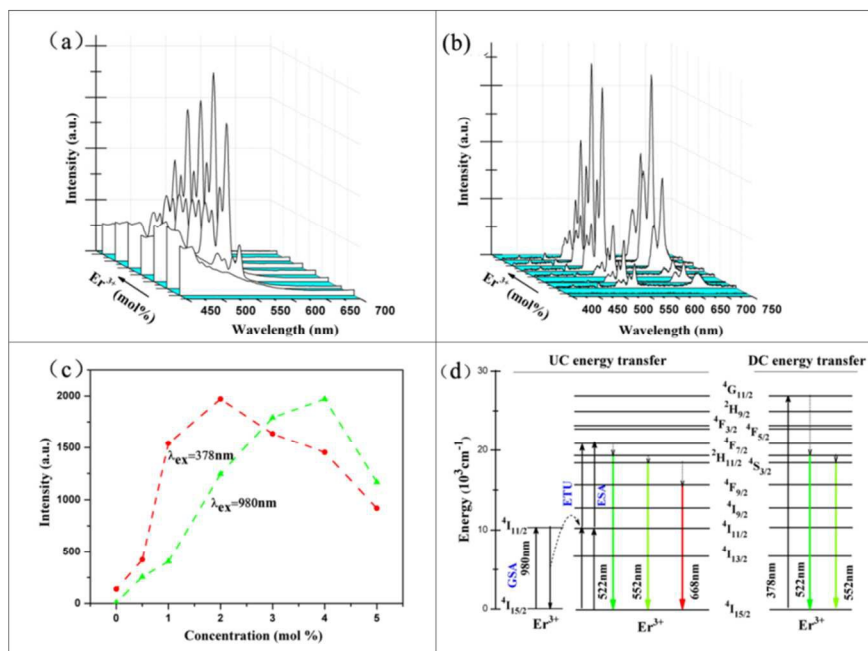 (a)
Intensity (a.u.)
Er3+ (mol%)
450 500 550 600 650 700
Wavelength (nm)
(b)
Intensity (a.u.)
Er3+ (mol%)
400 450 500 550 600 650 700 750
Wavelength (nm)
(c)
2000
1500
1000
500
0
Intensity (a.u.)
λex=378nm
λex=980nm
0 1 2 3 4 5
Concentration (mol %)
(d)
UC energy transfer
DC energy transfer
30
20
10
0
Energy (10³cm⁻¹)
4G11/2
2H9/2
4F3/2
4F5/2
4F7/2
2H11/2
4S3/2
4F9/2
4I9/2
4I11/2
4I11/2
4I13/2
4I15/2
4I15/2
GSA
980nm
ETU
ESA
522nm
552nm
668nm
378nm
522nm
552nm
Er3+
Er3+
Er3+